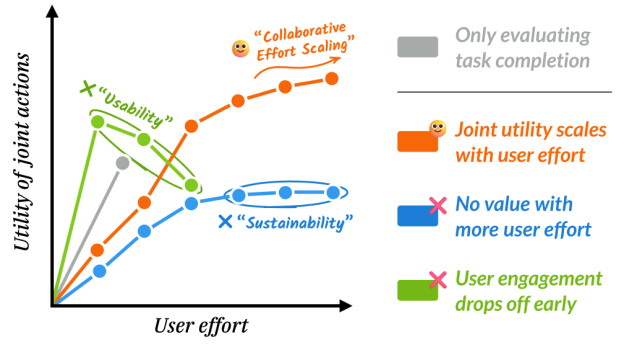 Utility of joint actions
"Collaborative
Effort Scaling"
"Usability"
"Sustainability"
User effort
Only evaluating
task completion
Joint utility scales
with user effort
No value with
more user effort
User engagement
drops off early